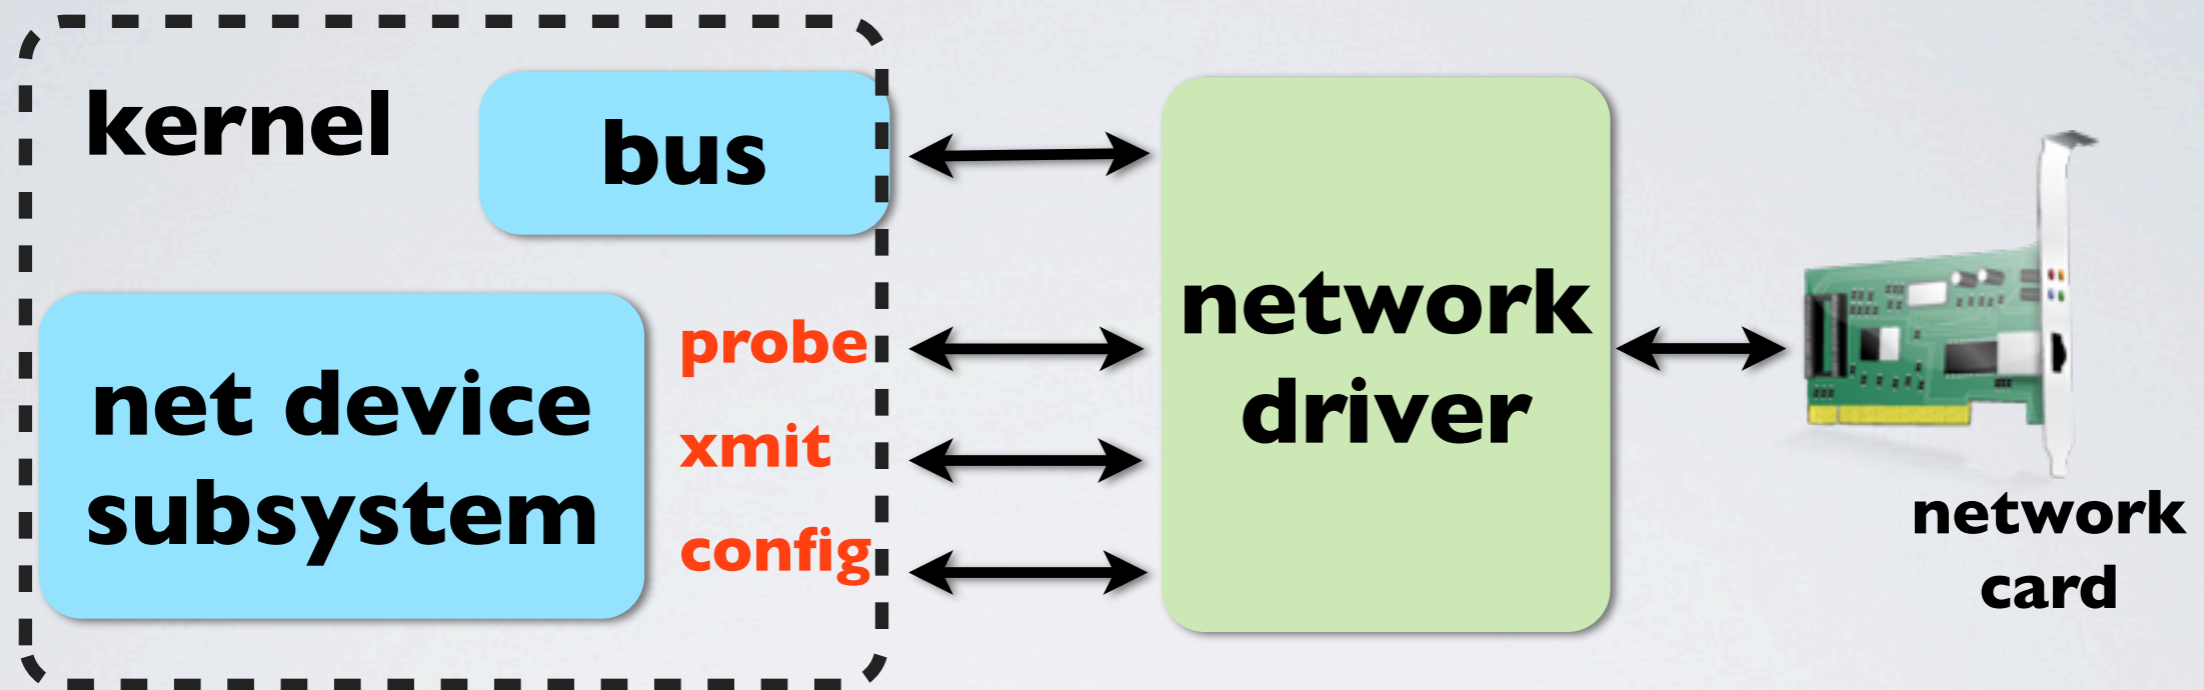 kernel
bus
net device
subsystem
probe
xmit
config
network
driver
network
card